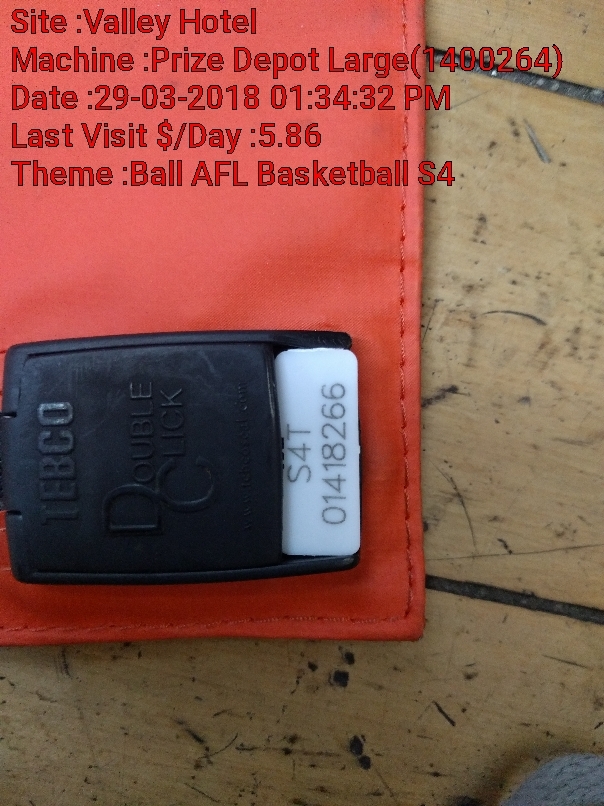 Site :Valley Hotel
Machine :Prize Depot Large(1400264)
Date :29-03-2018 01:34:32 PM
Last Visit $/Day :5.86
Theme :Ball AFL Basketball S4
TEBCO
DOUBLE
CLICK
S4T
01418266